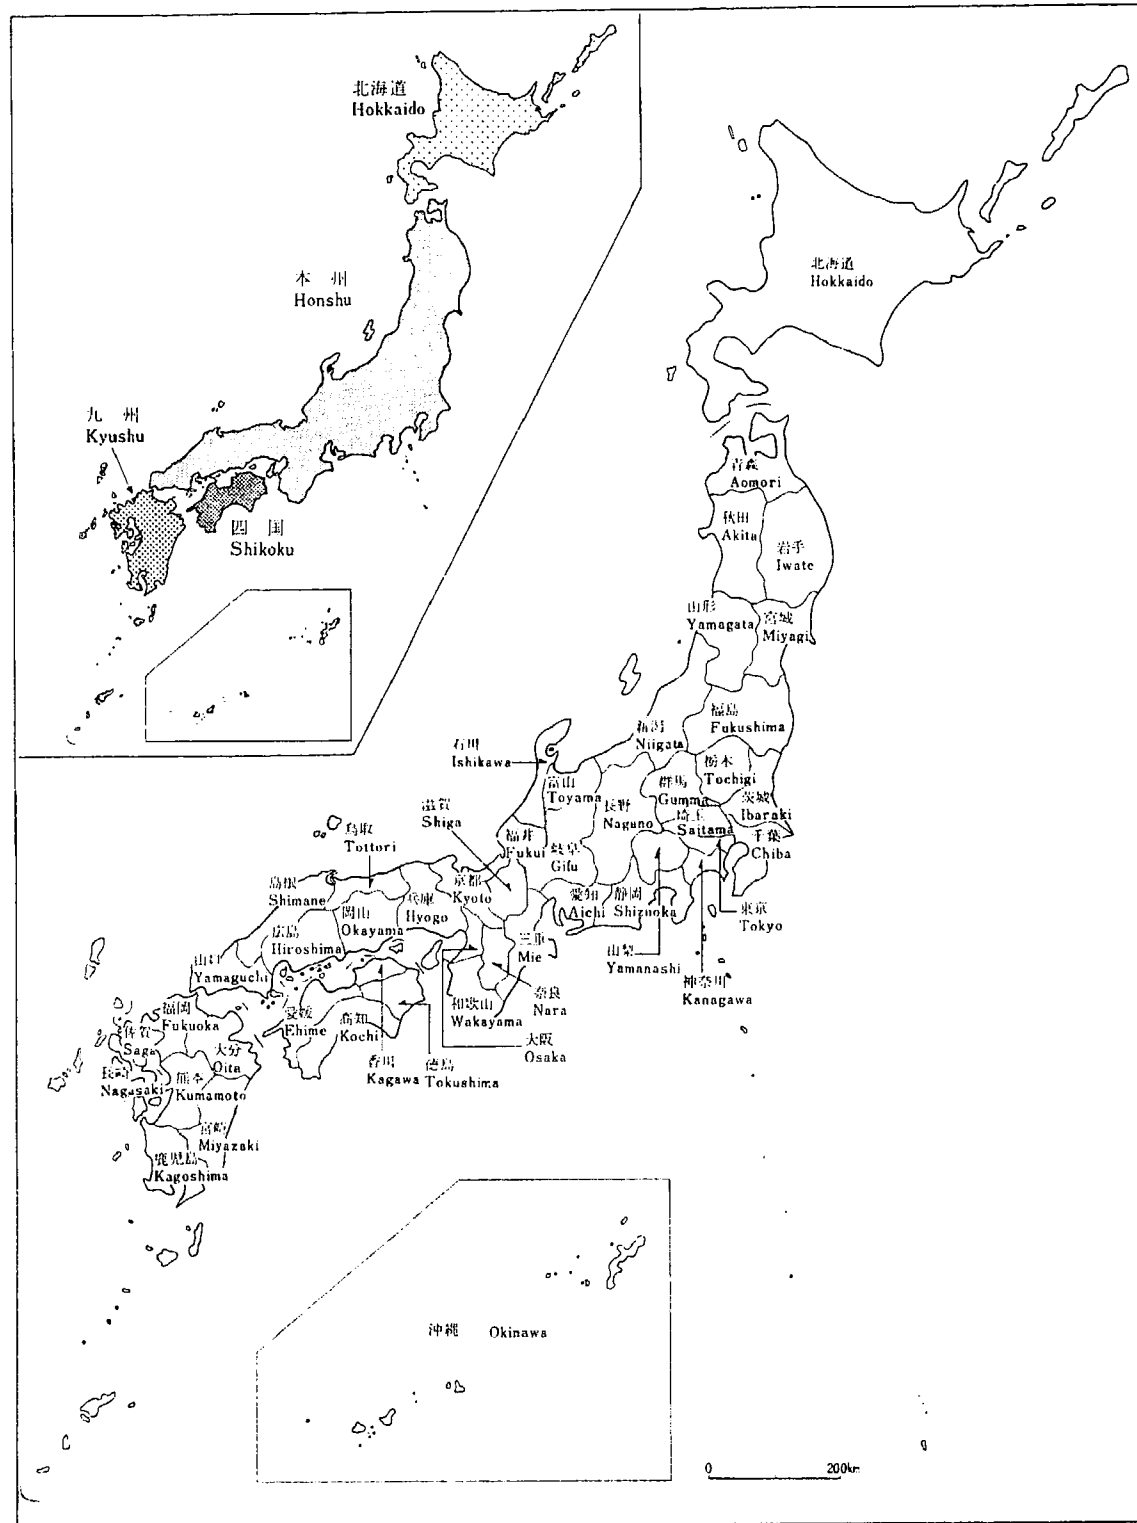 北海道
Hokkaido
本 州
Honshu
九 州
Kyushu
四 国
Shikoku
北海道
Hokkaido
青森
Aomori
秋田
Akita
岩手
Iwate
山形
Yamagata
宮城
Miyagi
福島
Fukushima
新潟
Niigata
石川
Ishikawa
富山
Toyama
栃木
Tochigi
群馬
Gumma
茨城
Ibaraki
埼玉
Saitama
千葉
Chiba
長野
Nagano
滋賀
Shiga
福井
Fukui
岐阜
Gifu
鳥取
Tottori
島根
Shimane
京都
Kyoto
兵庫
Hyogo
岡山
Okayama
広島
Hiroshima
山口
Yamaguchi
愛知
Aichi
静岡
Shizuoka
東京
Tokyo
山梨
Yamanashi
神奈川
Kanagawa
三重
Mie
奈良
Nara
和歌山
Wakayama
大阪
Osaka
愛媛
Ehime
高知
Kochi
香川
Kagawa
徳島
Tokushima
福岡
Fukuoka
佐賀
Saga
長崎
Nagasaki
大分
Oita
熊本
Kumamoto
宮崎
Miyazaki
鹿児島
Kagoshima
沖縄 Okinawa
0 200km